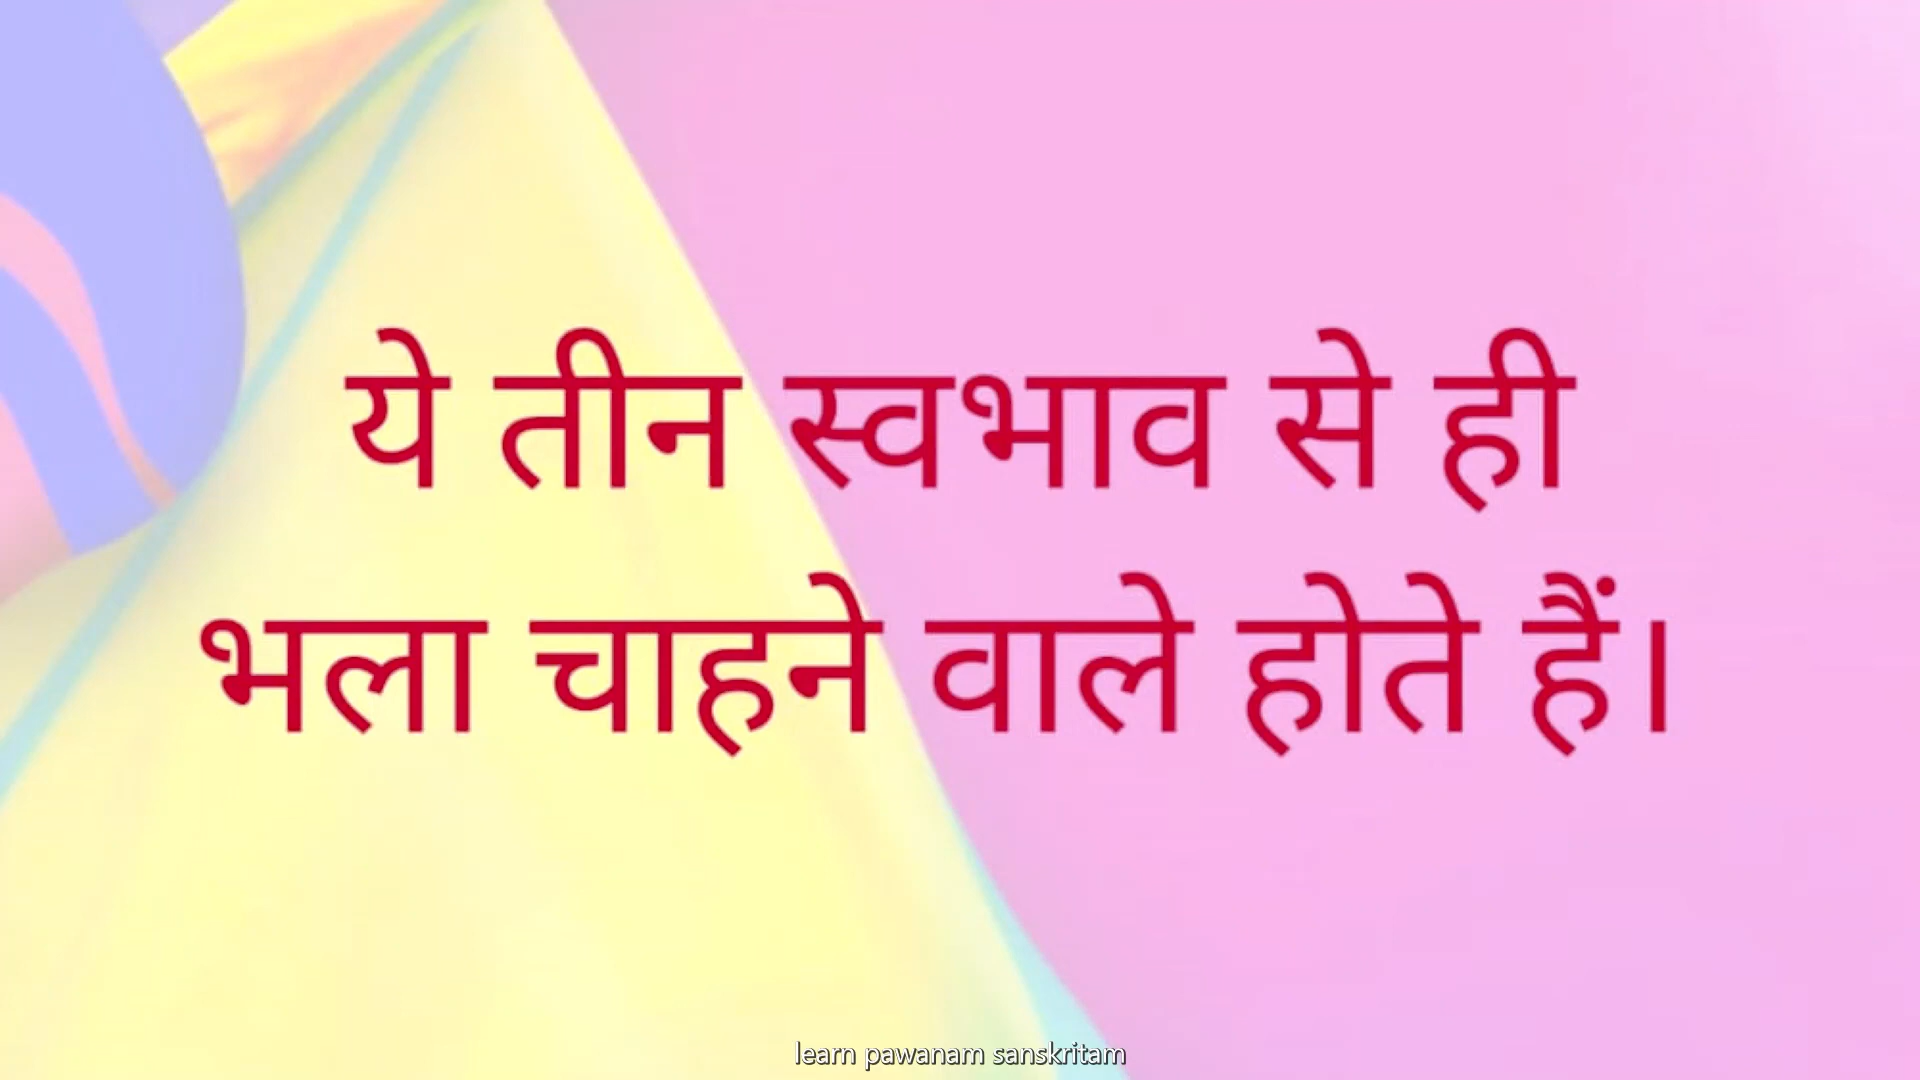 ये तीन स्वभाव से ही
भला चाहने वाले होते हैं।
learn pawanam sanskritam